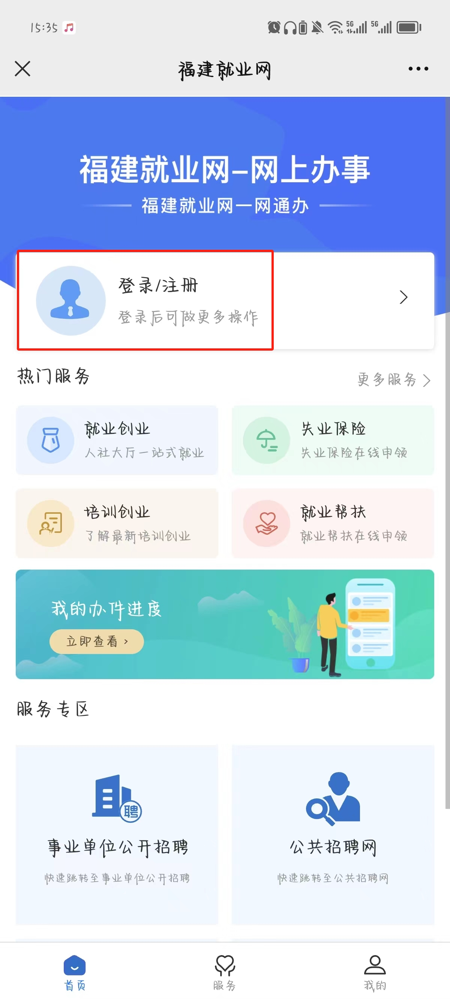 15:35
5G 5G
福建就业网
福建就业网-网上办事
福建就业网一网通办
登录/注册
登录后可做更多操作
热门服务
更多服务
就业创业
人社大厅一站式就业
失业保险
失业保险在线申领
培训创业
了解最新培训创业
就业帮扶
就业帮扶在线申领
我的办件进度
立即查看 >
服务专区
聘
事业单位公开招聘
快速跳转至事业单位公开招聘
公共招聘网
快速跳转至公共招聘网
首页
服务
我的